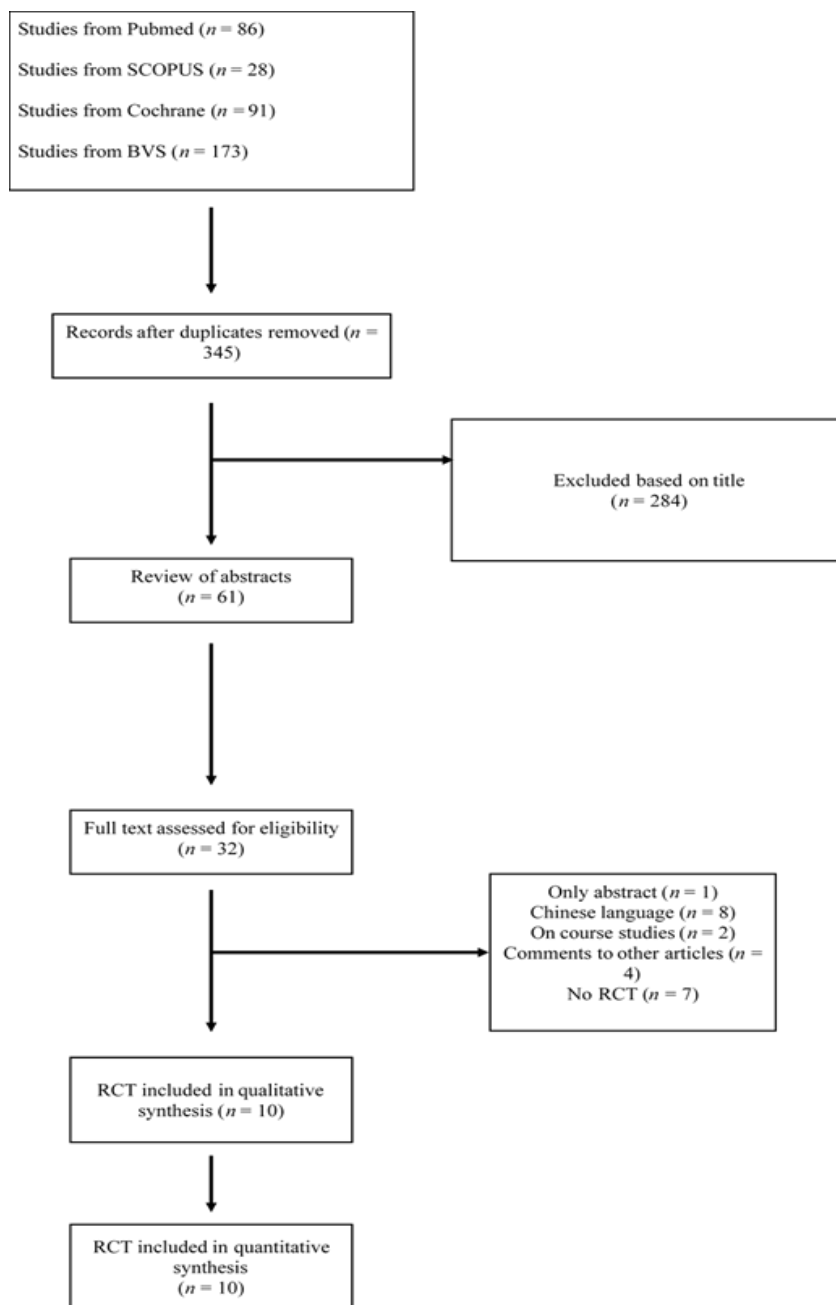 Studies from Pubmed (n = 86)
Studies from SCOPUS (n = 28)
Studies from Cochrane (n = 91)
Studies from BVS (n = 173)
Records after duplicates removed (n =
345)
Excluded based on title
(n = 284)
Review of abstracts
(n = 61)
Full text assessed for eligibility
(n = 32)
Only abstract (n = 1)
Chinese language (n = 8)
On course studies (n = 2)
Comments to other articles (n =
4)
No RCT (n = 7)
RCT included in qualitative
synthesis (n = 10)
RCT included in quantitative
synthesis
(n = 10)